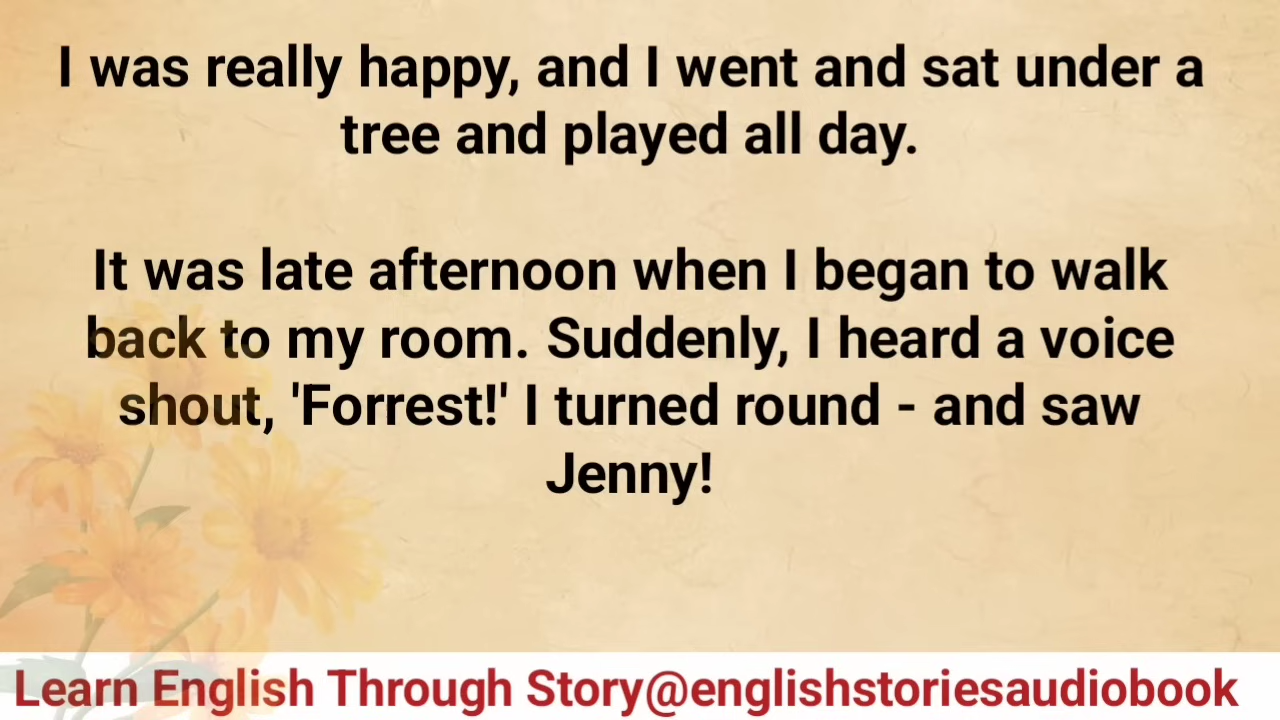 I was really happy, and I went and sat under a
tree and played all day.
It was late afternoon when I began to walk
back to my room. Suddenly, I heard a voice
shout, 'Forrest!' I turned round - and saw
Jenny!
Learn English Through Story@englishstoriesaudiobook